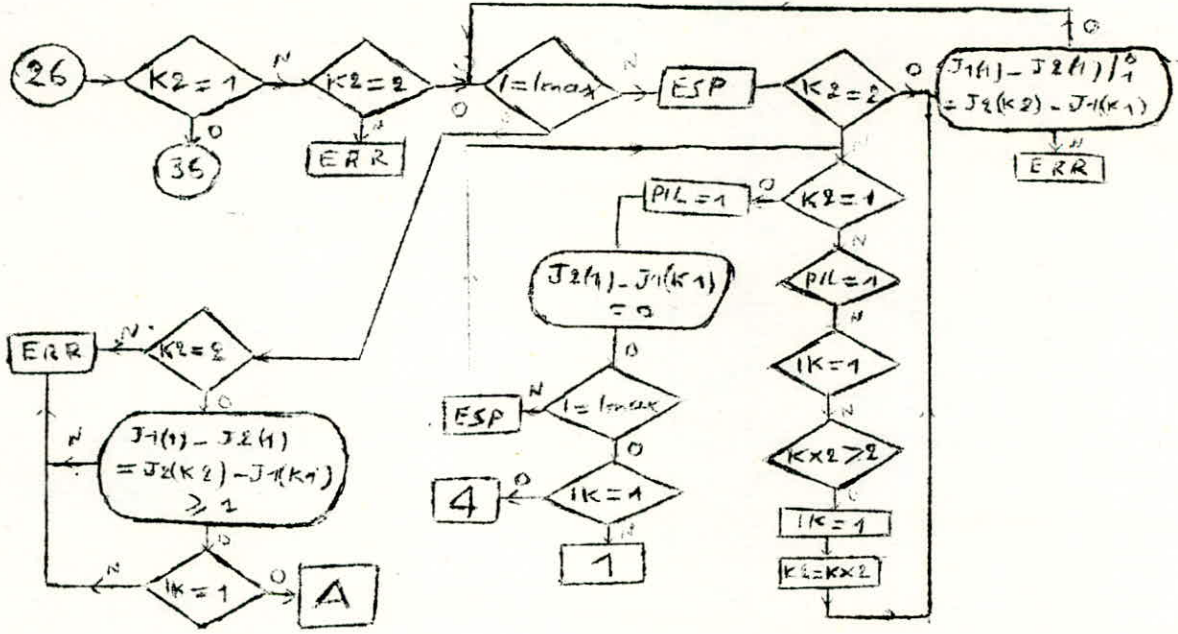 26
K2=1
N
O
36
K2=2
N
ERR
O
I=Imax
N
O
ESP
K2=2
O
N
J1(1)-J2(1)
=J2(K2)-J1(K1)
O
N
ERR
K2=1
O
PIL=1
N
PIL=1
N
IK=1
N
KX2≥2
O
IK=1
K2=KX2
J2(1)-J1(K1)
=0
O
I=Imax
N
ESP
O
IK=1
O
4
N
1
K2=2
N
ERR
O
J1(1)-J2(1)
=J2(K2)-J1(K1)
≥1
N
O
IK=1
N
O
A